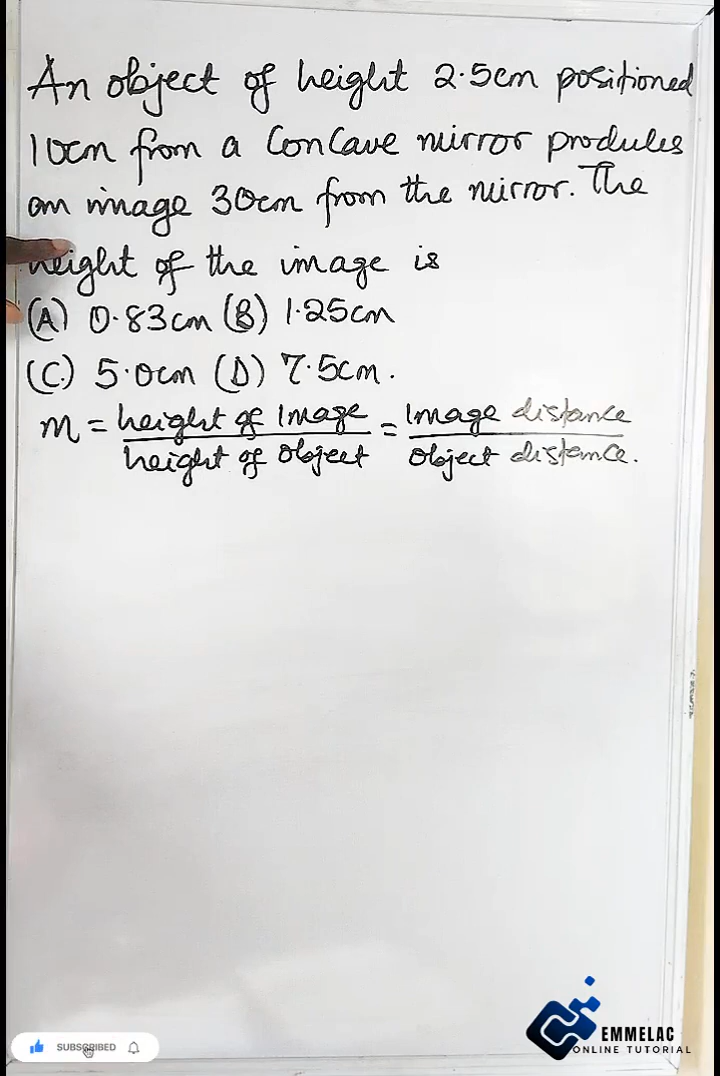 An object of height 2.5cm positioned
10cm from a Concave mirror produces
an image 30cm from the mirror. The
height of the image is
(A) 0.83cm (B) 1.25cm
(C) 5.0cm (D) 7.5cm.
m = height of Image / height of object = Image distance / object distance.
SUBSCRIBED
EMMELAC
ONLINE TUTORIAL